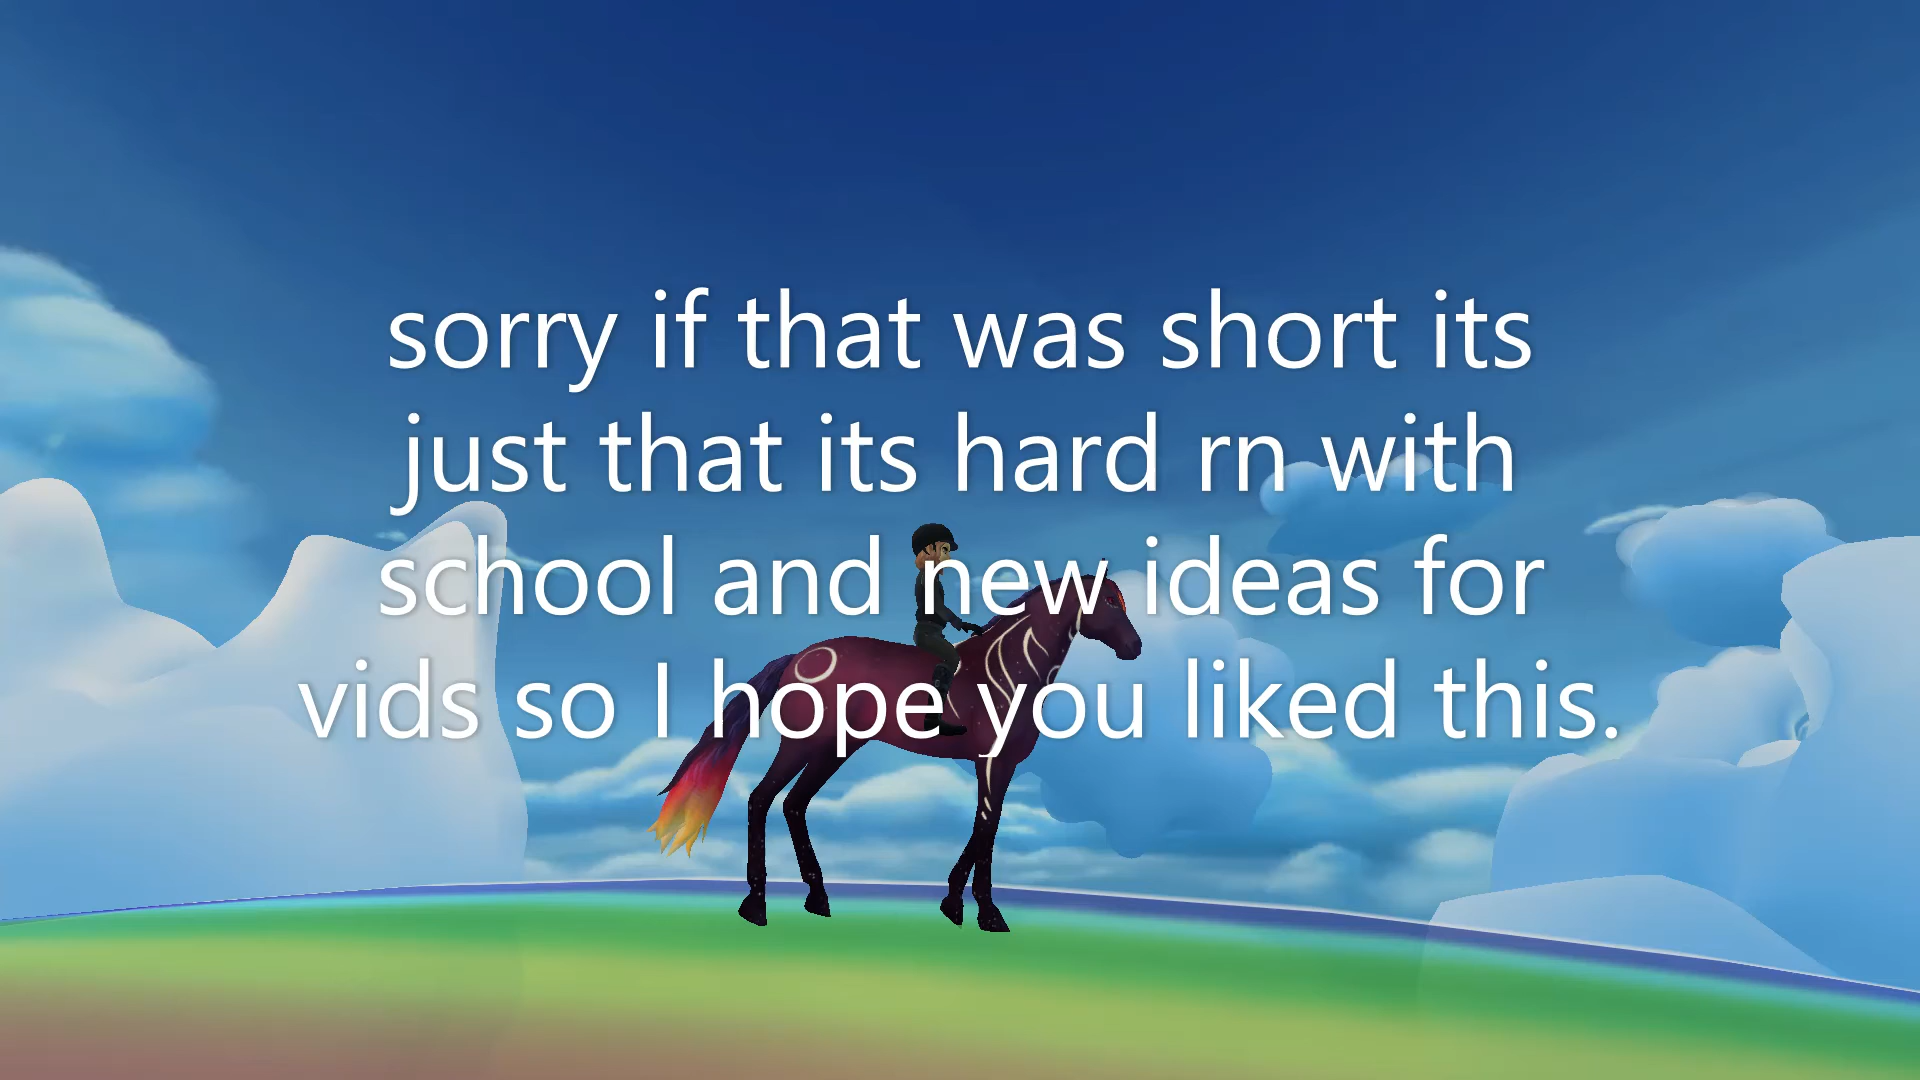 sorry if that was short its
just that its hard rn with
school and new ideas for
vids so I hope you liked this.